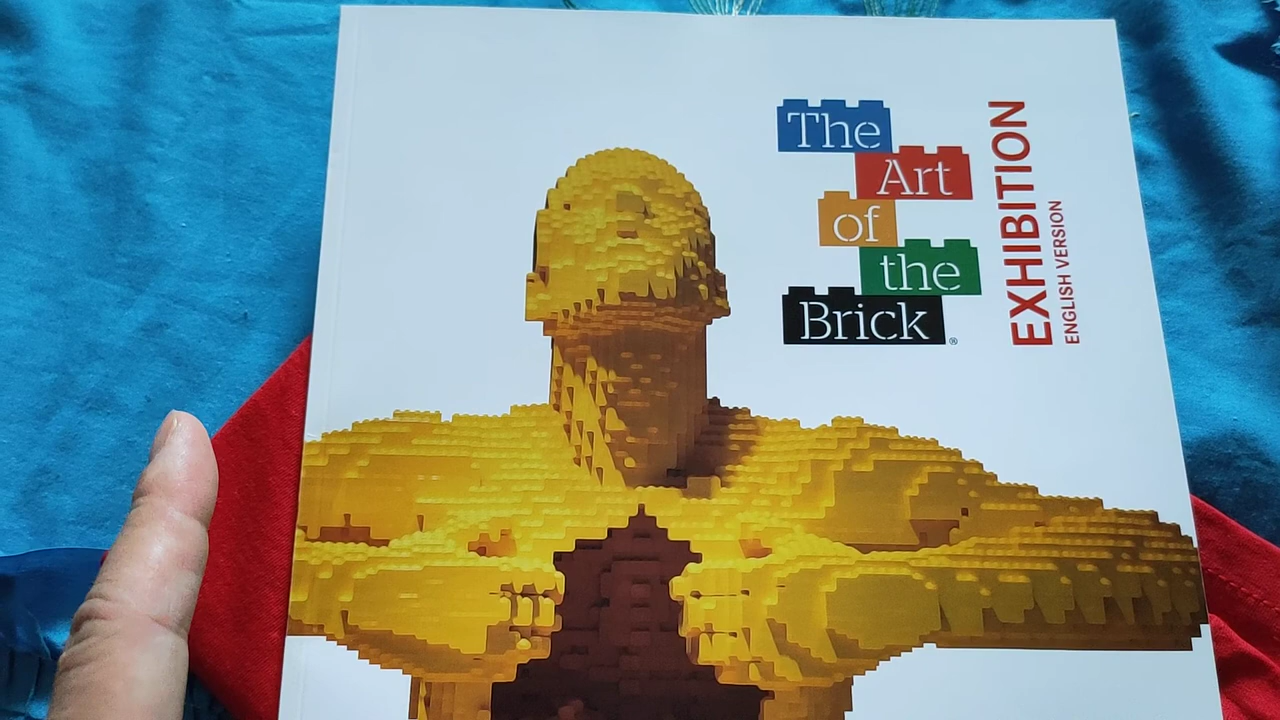 The
Art
of
the
Brick®
EXHIBITION
ENGLISH VERSION